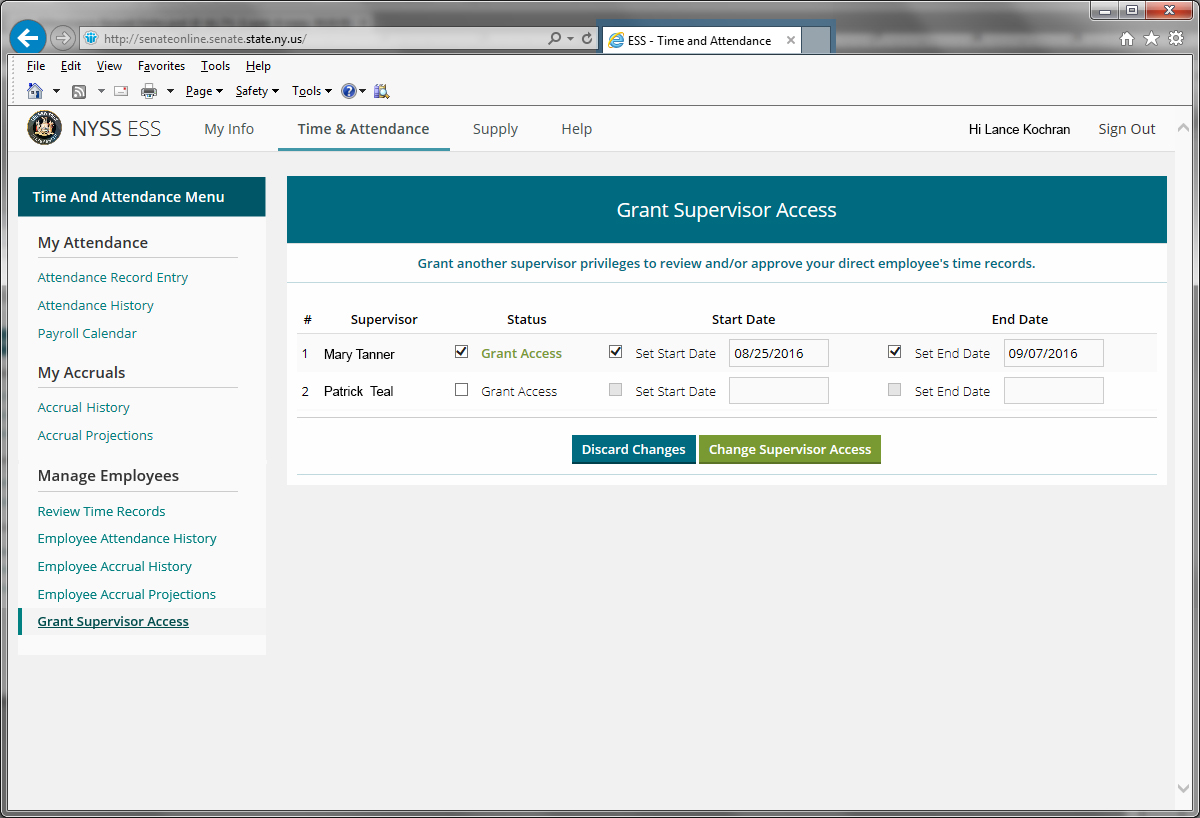 http://senateonline.senate.state.ny.us/
ESS - Time and Attendance
File Edit View Favorites Tools Help
Page Safety Tools
NYSS ESS My Info Time & Attendance Supply Help Hi Lance Kochran Sign Out
Time And Attendance Menu
My Attendance
Attendance Record Entry
Attendance History
Payroll Calendar
My Accruals
Accrual History
Accrual Projections
Manage Employees
Review Time Records
Employee Attendance History
Employee Accrual History
Employee Accrual Projections
Grant Supervisor Access
Grant Supervisor Access
Grant another supervisor privileges to review and/or approve your direct employee's time records.
# Supervisor Status Start Date End Date
1 Mary Tanner Grant Access Set Start Date 08/25/2016 Set End Date 09/07/2016
2 Patrick Teal Grant Access Set Start Date Set End Date
Discard Changes Change Supervisor Access